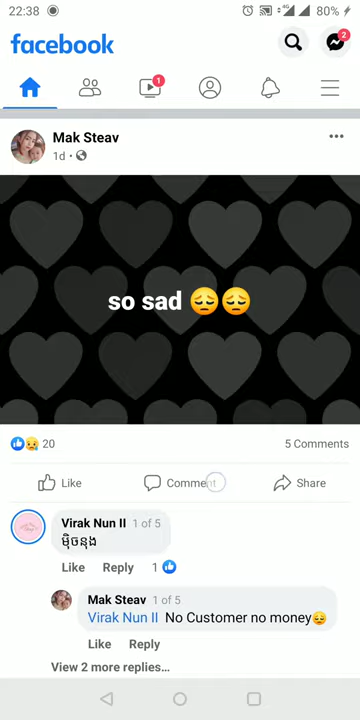 22:38
4G
80%
facebook
2
1
Mak Steav
1d
so sad 😔😔
20
5 Comments
Like
Comment
Share
Virak Nun II 1 of 5
ម៉ិចនុង
Like Reply 1
Mak Steav 1 of 5
Virak Nun II No Customer no money😔
Like Reply
View 2 more replies...